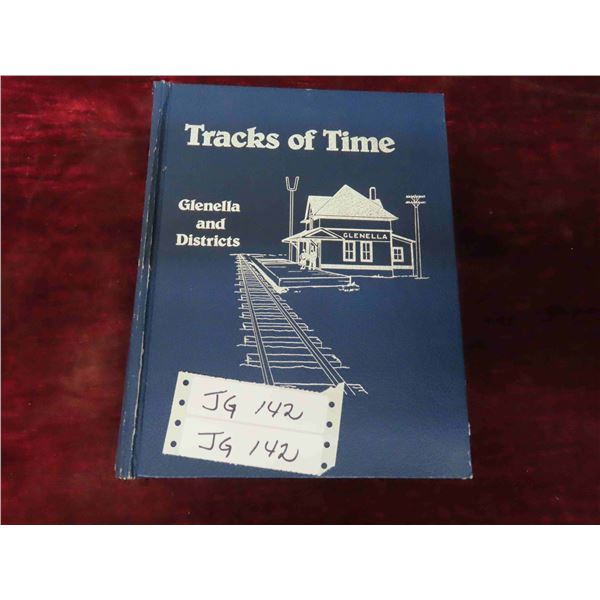 Tracks of Time
Glenella
and
Districts
GLENELLA
JG 142
JG 142